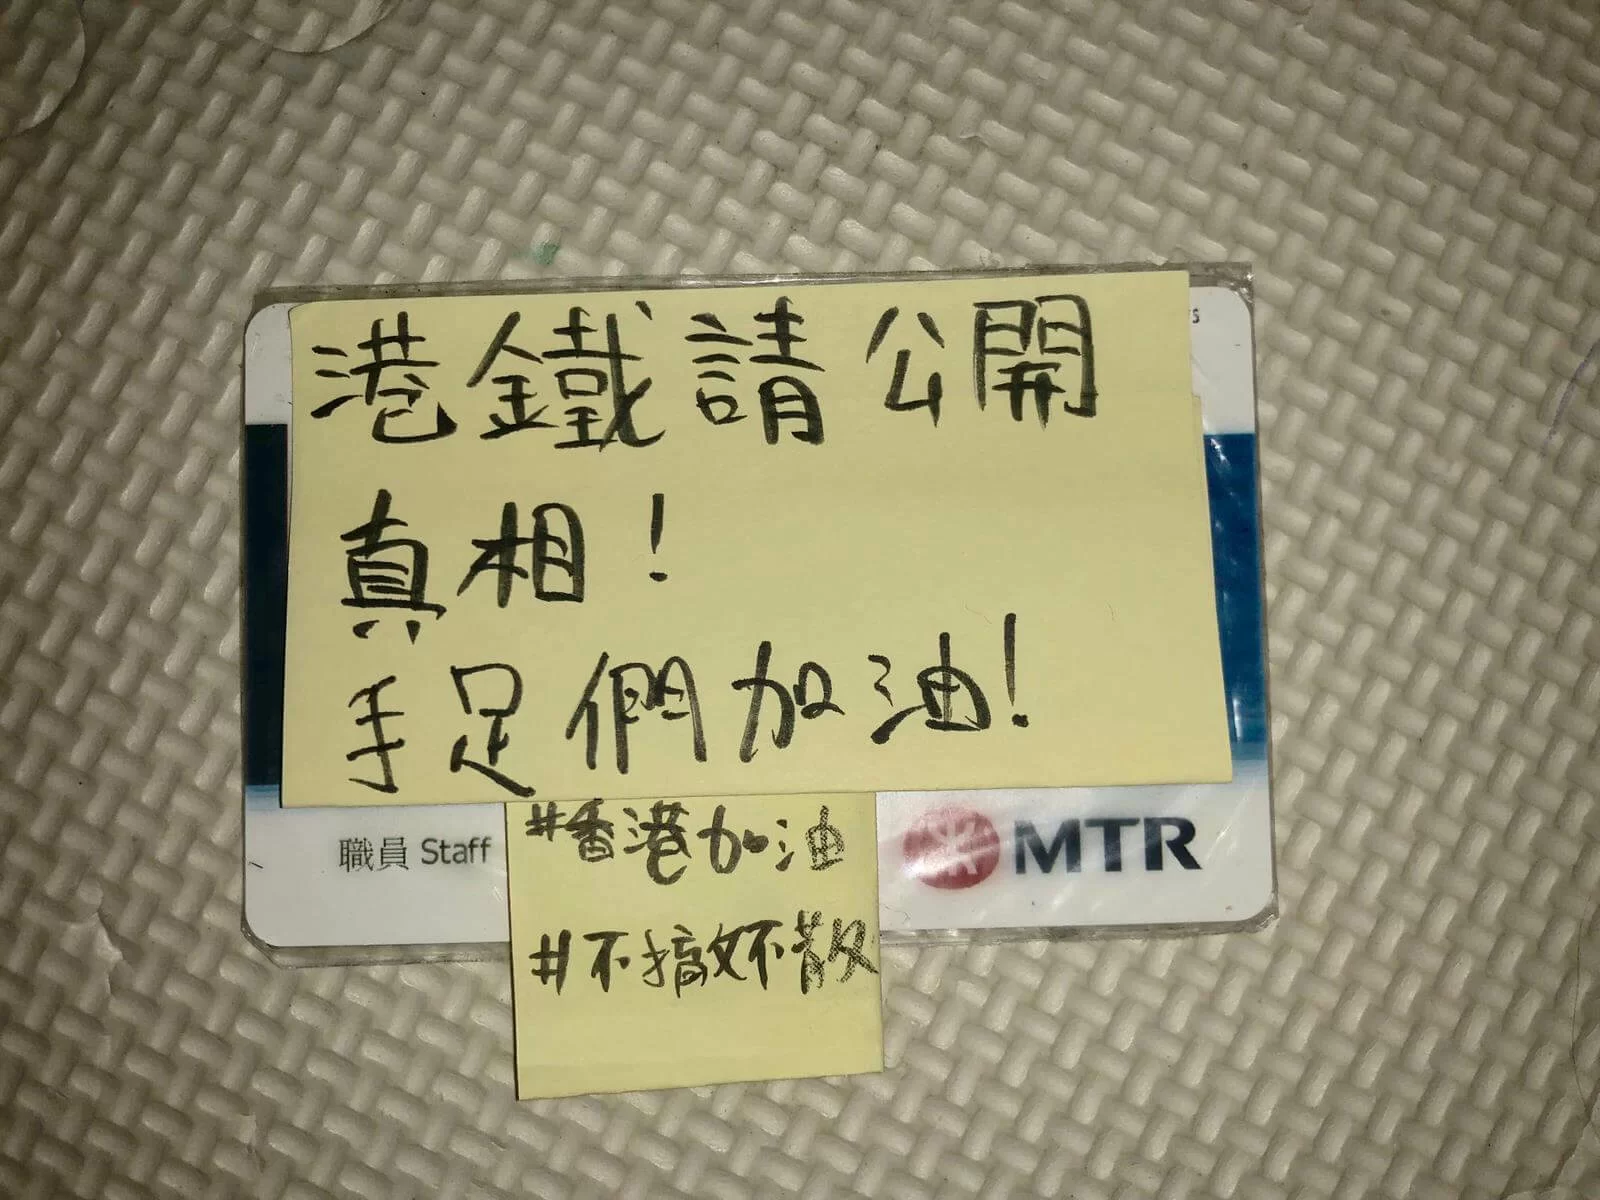 港鐵請公開
真相！
手足們加油！
職員 Staff
#香港加油
#不撤不散
MTR